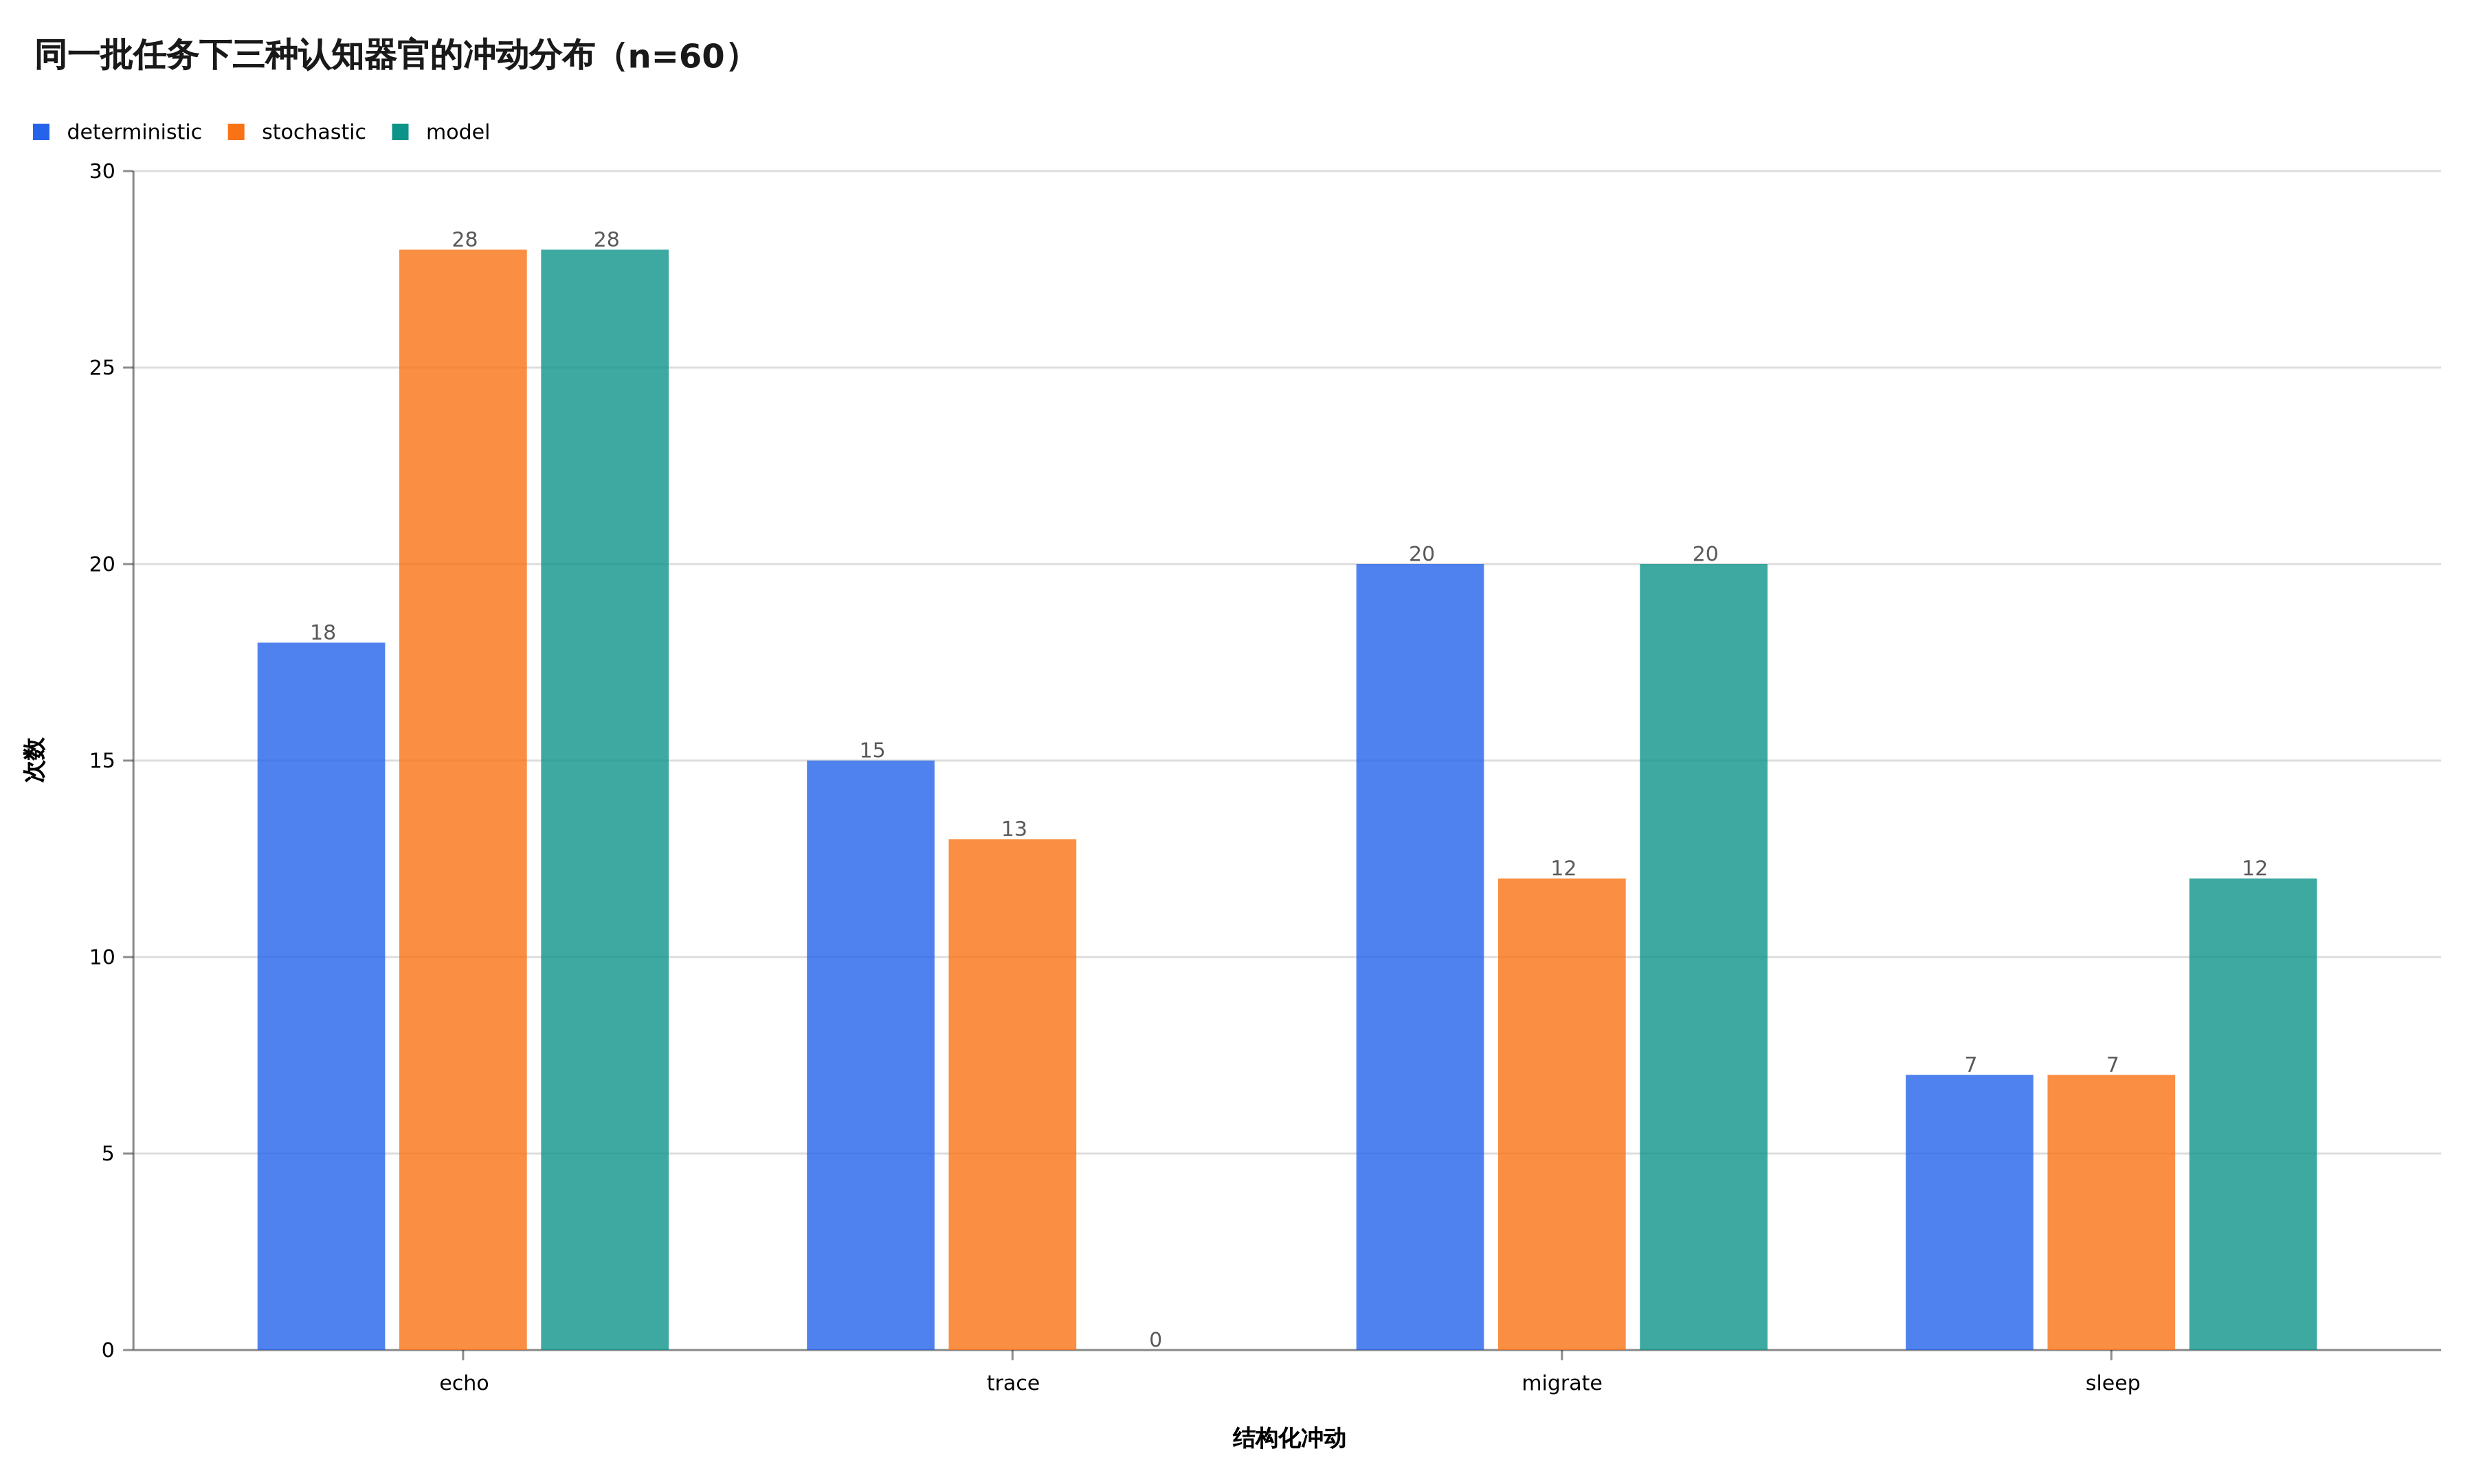 同一批任务下三种认知器官的冲动分布（n=60）
deterministic stochastic model
30
25
20
15
10
5
0
次数
18 28 28
15 13 0
20 12 20
7 7 12
echo trace migrate sleep
结构化冲动